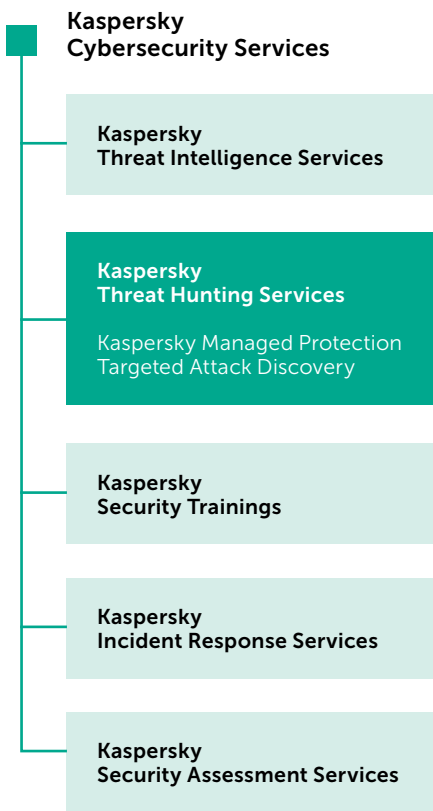 Kaspersky
Cybersecurity Services
Kaspersky
Threat Intelligence Services
Kaspersky
Threat Hunting Services
Kaspersky Managed Protection
Targeted Attack Discovery
Kaspersky
Security Trainings
Kaspersky
Incident Response Services
Kaspersky
Security Assessment Services